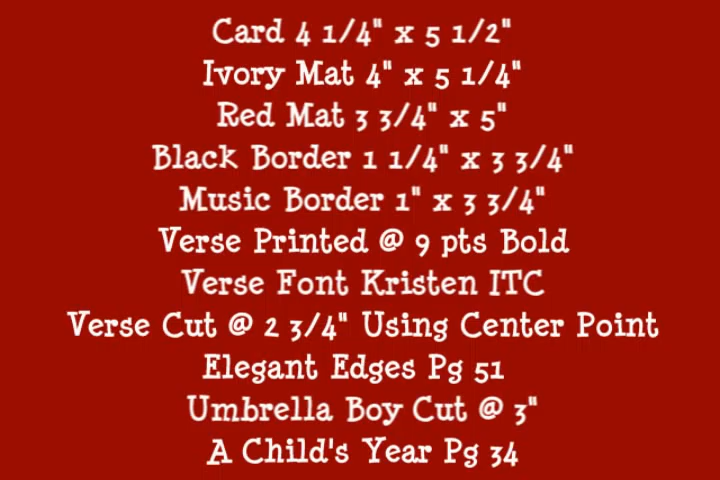 Card 4 1/4" x 5 1/2"
Ivory Mat 4" x 5 1/4"
Red Mat 3 3/4" x 5"
Black Border 1 1/4" x 3 3/4"
Music Border 1" x 3 3/4"
Verse Printed @ 9 pts Bold
Verse Font Kristen ITC
Verse Cut @ 2 3/4" Using Center Point
Elegant Edges Pg 51
Umbrella Boy Cut @ 3"
A Child's Year Pg 34